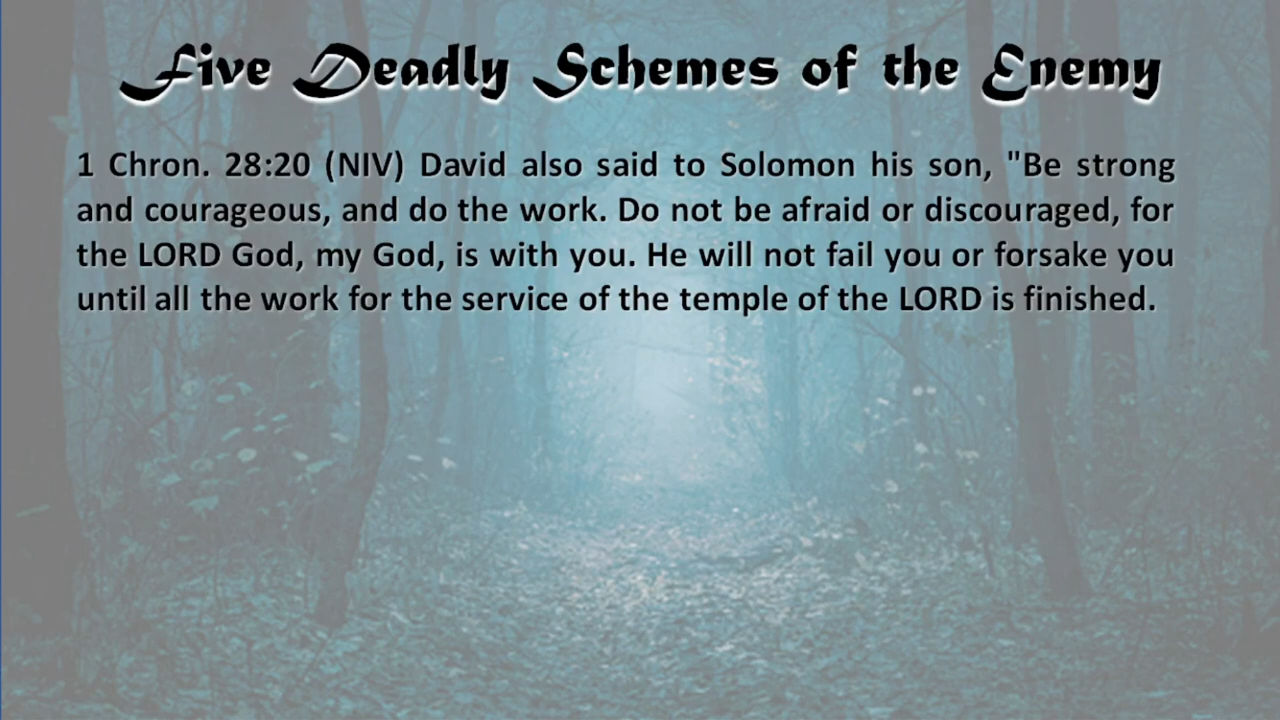 Five Deadly Schemes of the Enemy
1 Chron. 28:20 (NIV) David also said to Solomon his son, "Be strong
and courageous, and do the work. Do not be afraid or discouraged, for
the LORD God, my God, is with you. He will not fail you or forsake you
until all the work for the service of the temple of the LORD is finished.